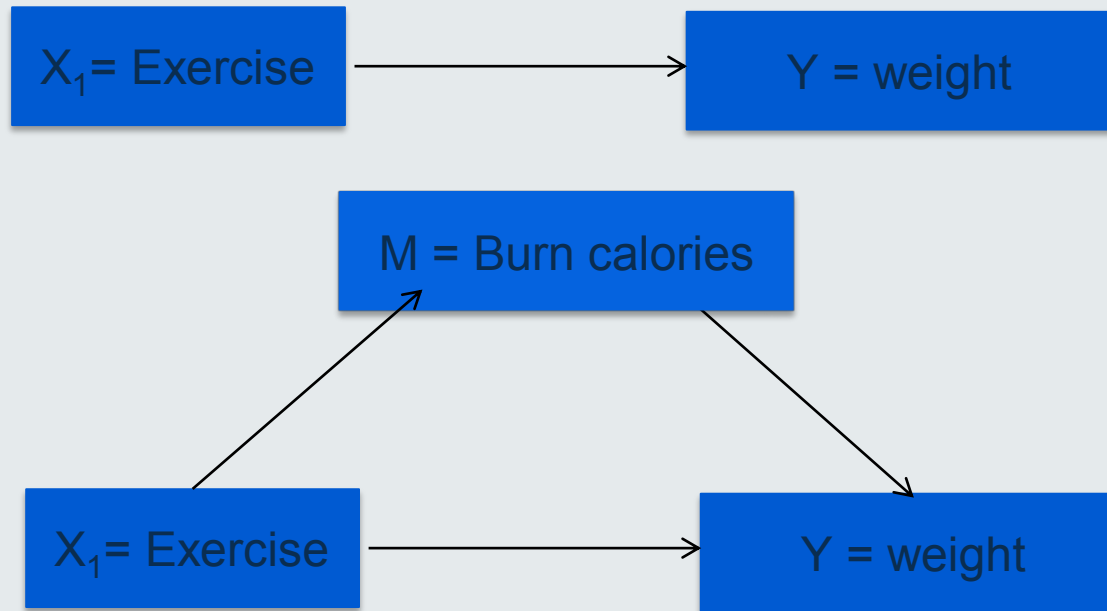 X₁= Exercise
Y = weight
M = Burn calories
X₁= Exercise
Y = weight